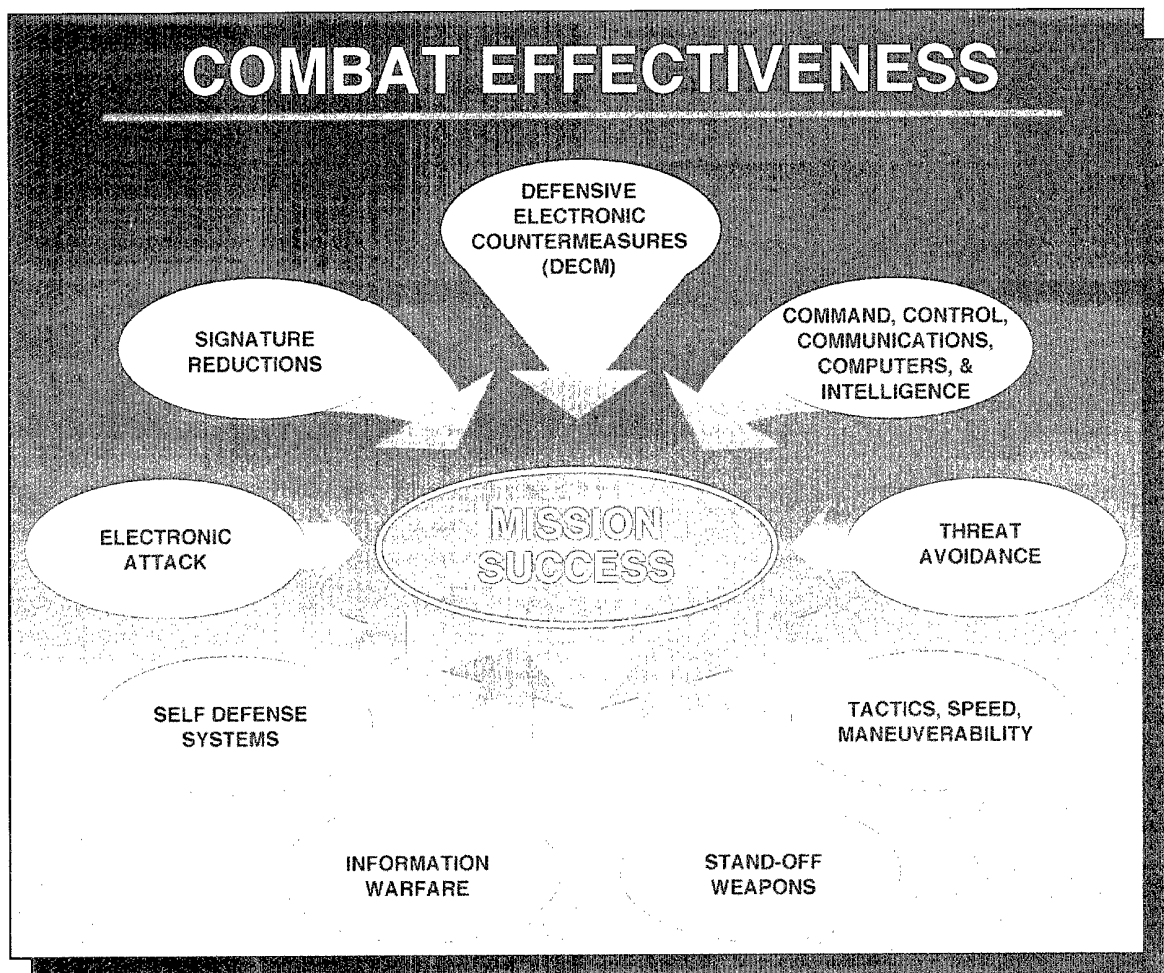 COMBAT EFFECTIVENESS
DEFENSIVE
ELECTRONIC
COUNTERMEASURES
(DECM)
SIGNATURE
REDUCTIONS
COMMAND, CONTROL,
COMMUNICATIONS,
COMPUTERS, &
INTELLIGENCE
ELECTRONIC
ATTACK
MISSION
SUCCESS
THREAT
AVOIDANCE
SELF DEFENSE
SYSTEMS
TACTICS, SPEED,
MANEUVERABILITY
INFORMATION
WARFARE
STAND-OFF
WEAPONS